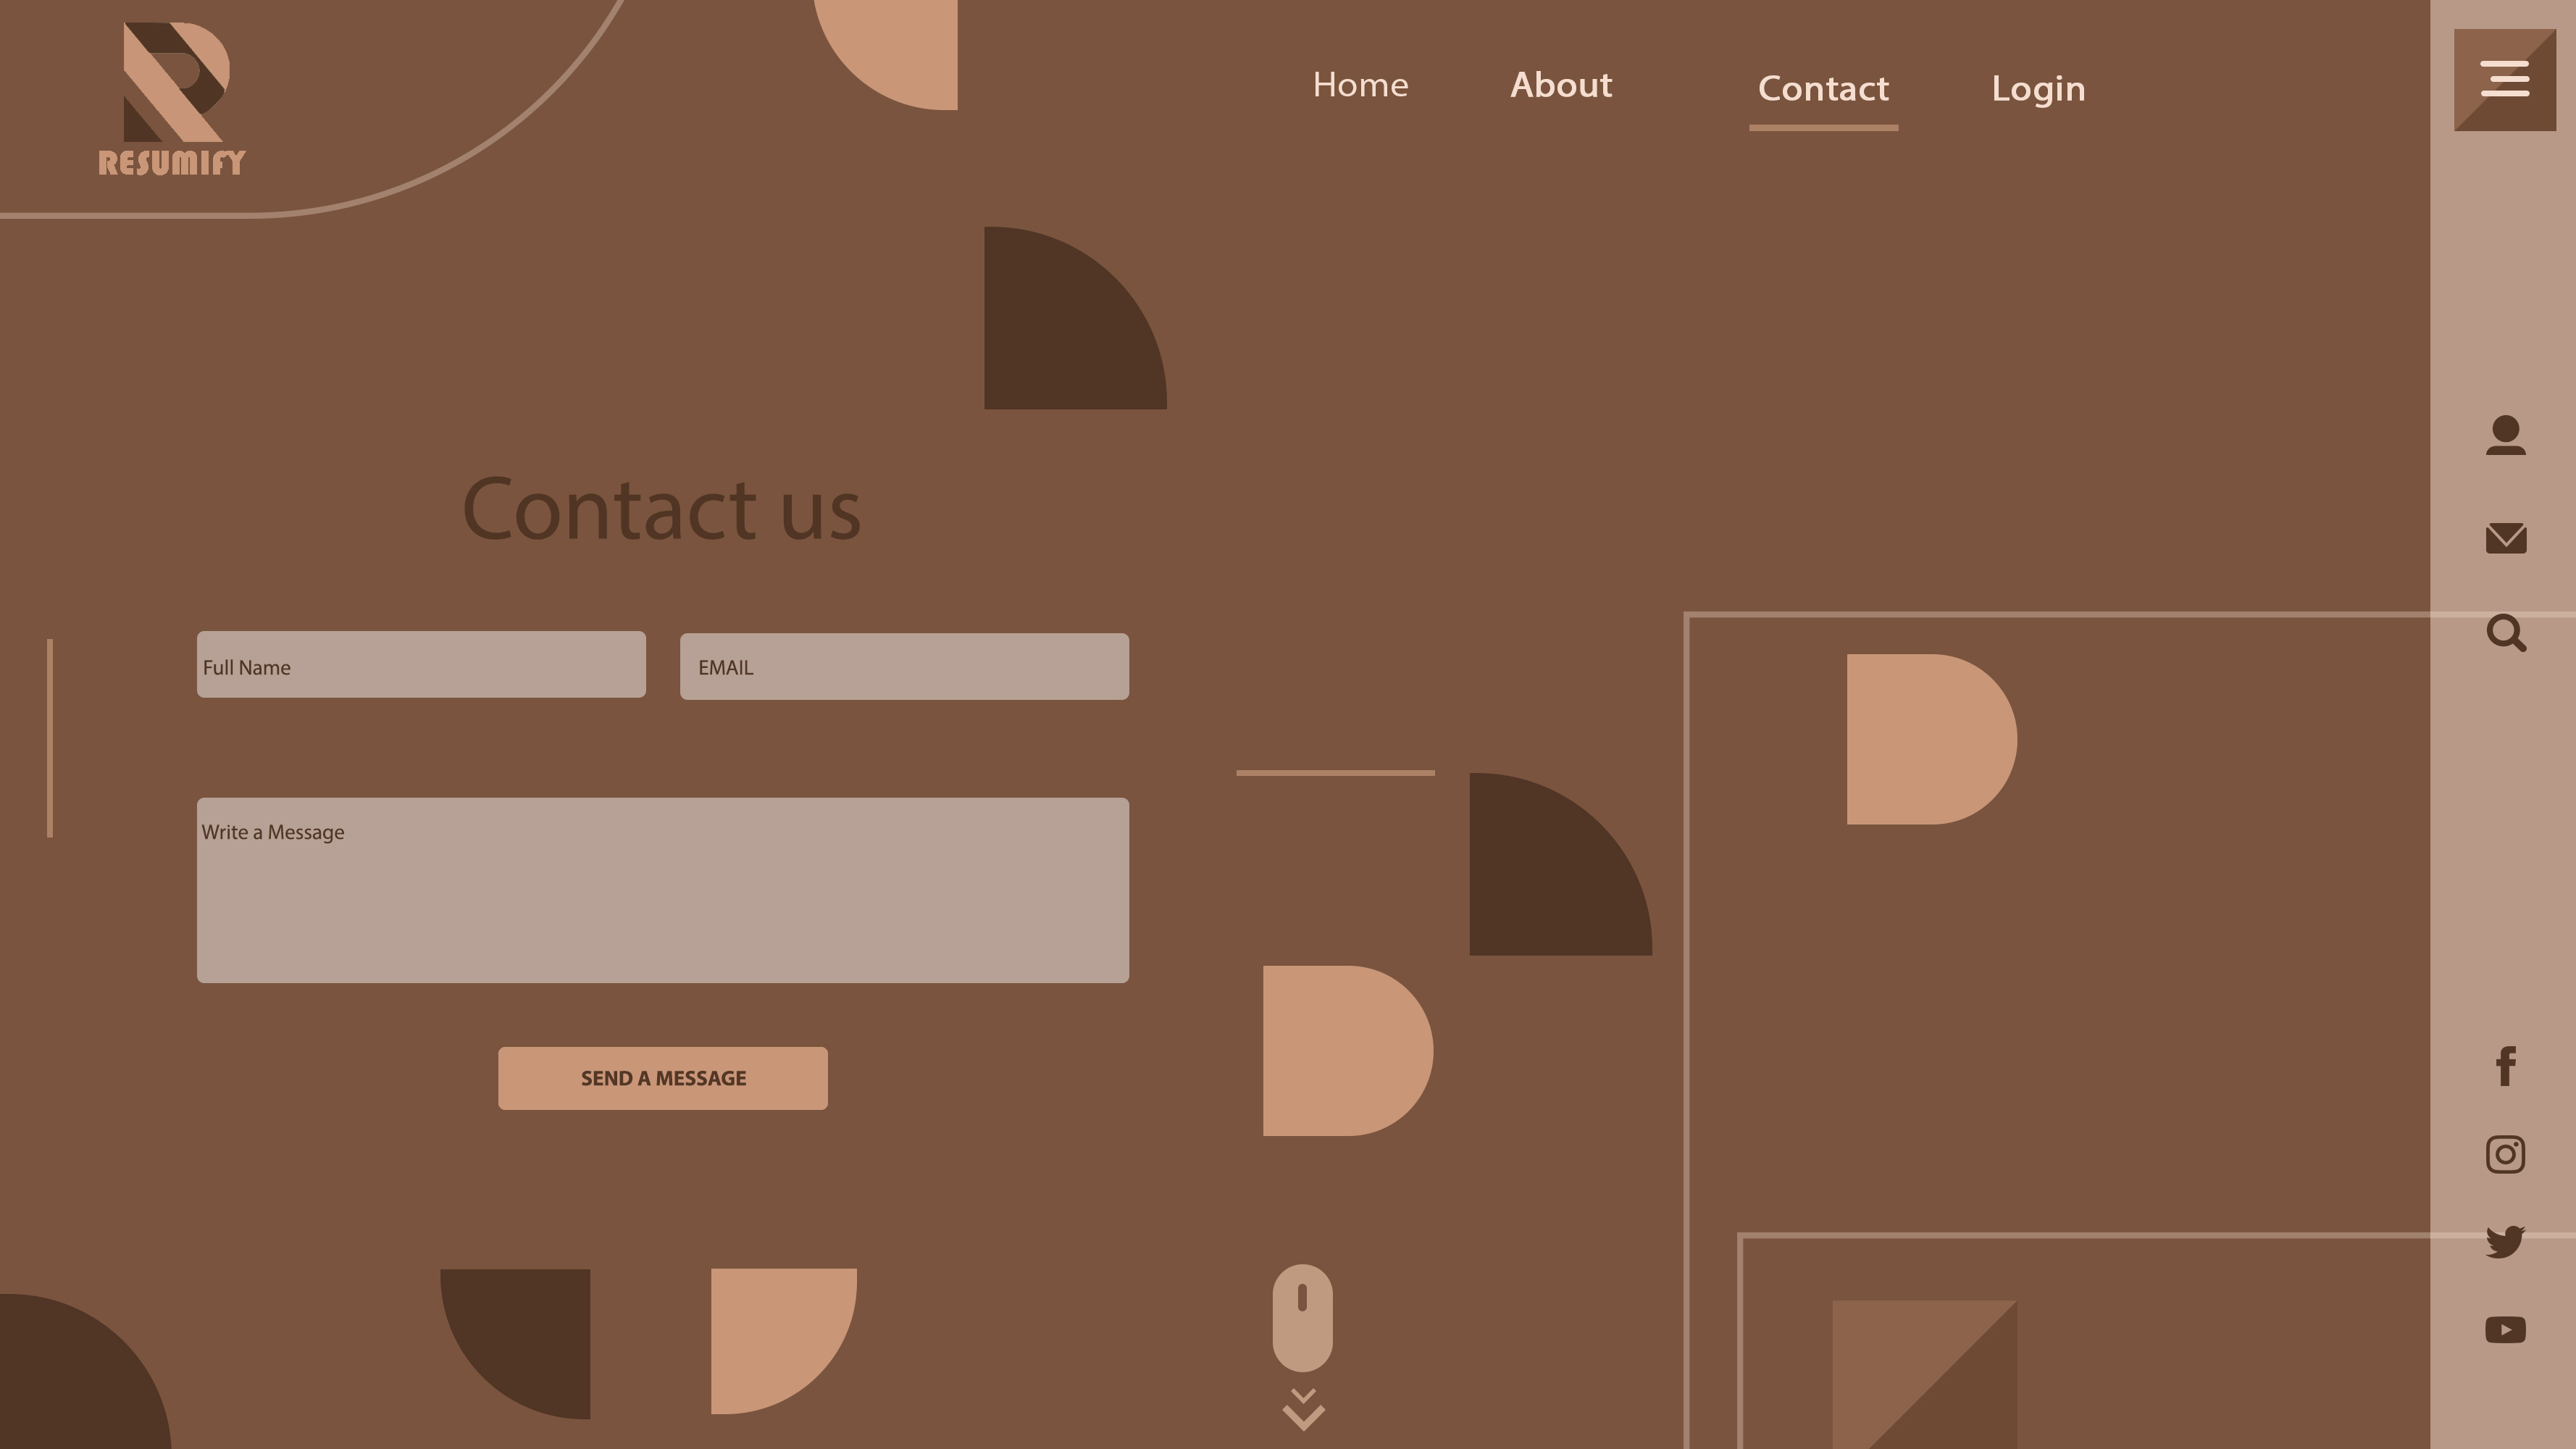 RESUMIFY
Home
About
Contact
Login
Contact us
Full Name
EMAIL
Write a Message
SEND A MESSAGE